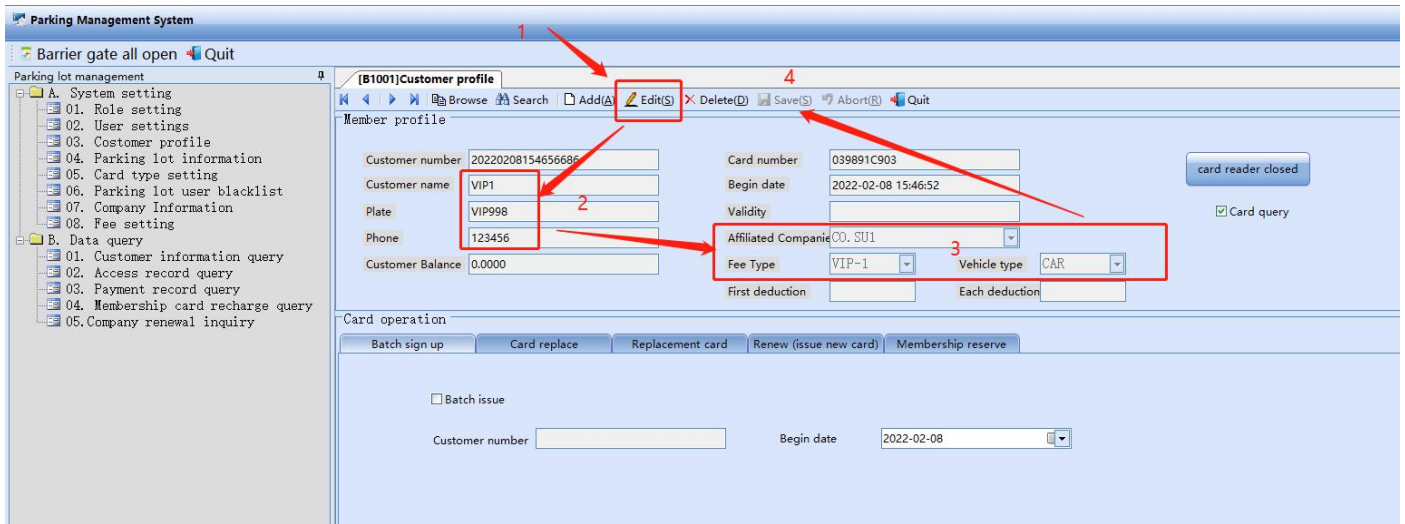 Parking Management System
Barrier gate all open Quit
Parking lot management
A. System setting
01. Role setting
02. User settings
03. Costomer profile
04. Parking lot information
05. Card type setting
06. Parking lot user blacklist
07. Company Information
08. Fee setting
B. Data query
01. Customer information query
02. Access record query
03. Payment record query
04. Membership card recharge query
05. Company renewal inquiry
1
[B1001]Customer profile
4
Browse Search Add(A) Edit(S) Delete(D) Save(S) Abort(R) Quit
Member profile
Customer number 20220208154656686 Card number 039891C903 card reader closed
Customer name VIP1 Begin date 2022-02-08 15:46:52
Plate VIP998 2 Validity Card query
Phone 123456 Affiliated Companie CO. SU1
3
Customer Balance 0.0000 Fee Type VIP-1 Vehicle type CAR
First deduction Each deduction
Card operation
Batch sign up Card replace Replacement card Renew (issue new card) Membership reserve
Batch issue
Customer number Begin date 2022-02-08